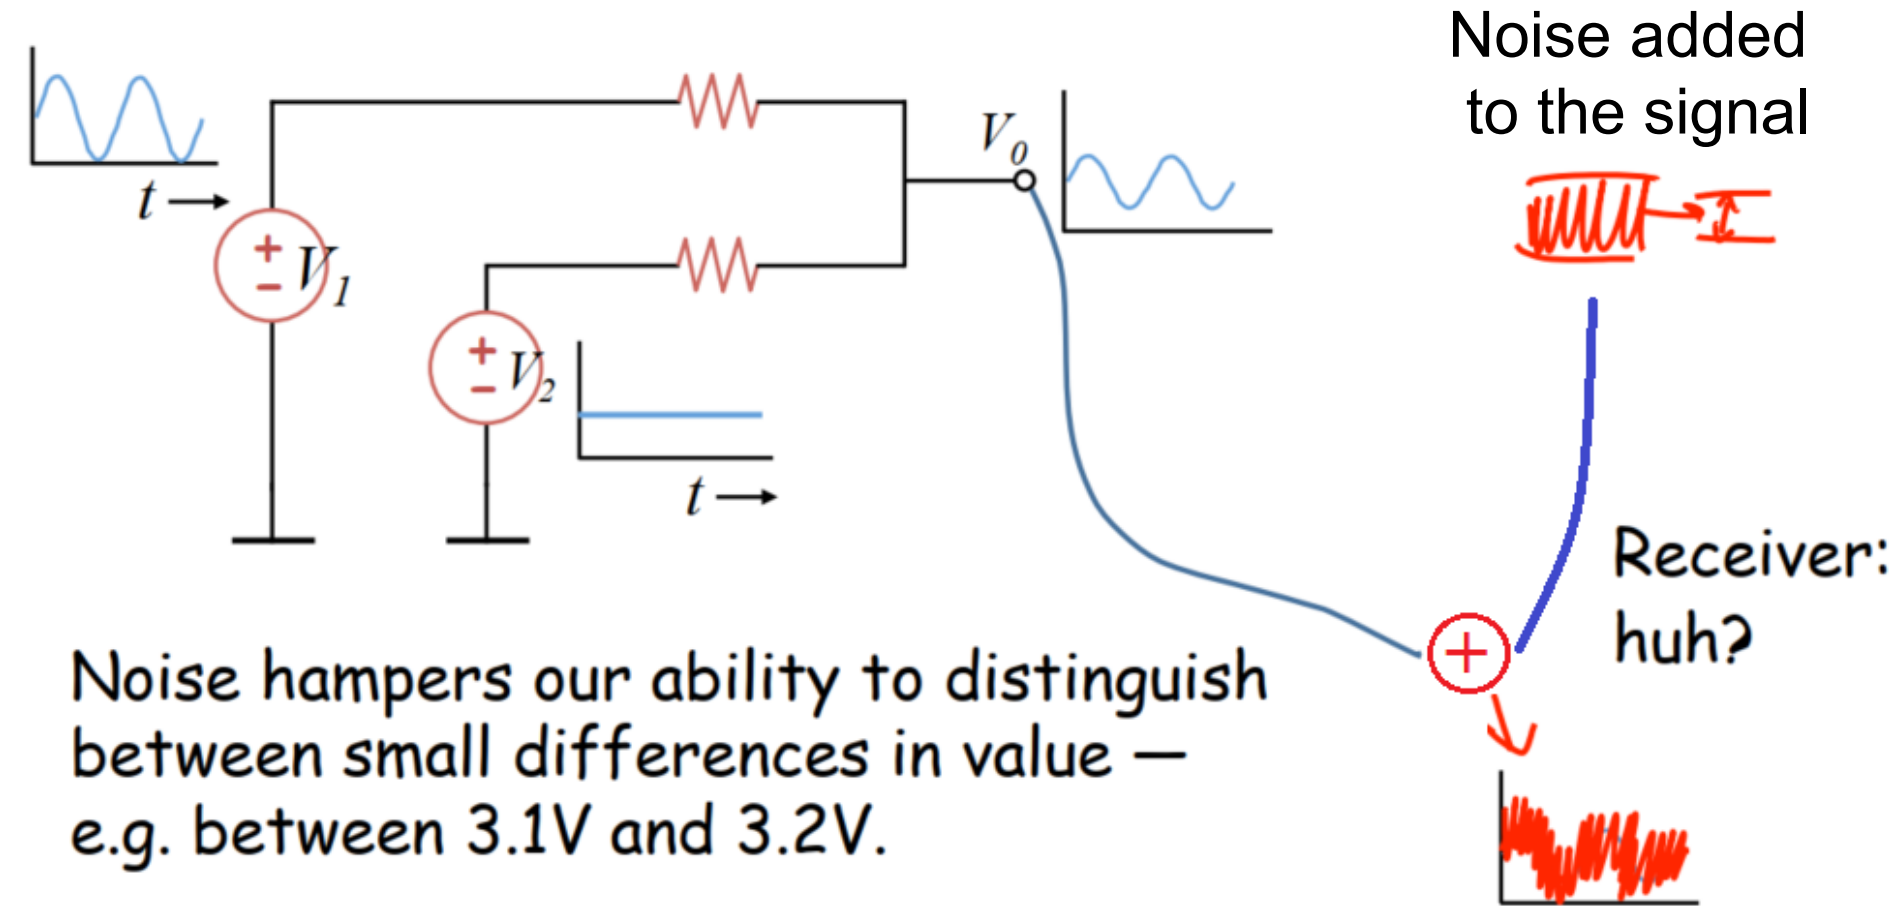 Noise added
to the signal
V0
t
+
−
V1
+
−
V2
t
Receiver:
huh?
+
Noise hampers our ability to distinguish
between small differences in value —
e.g. between 3.1V and 3.2V.